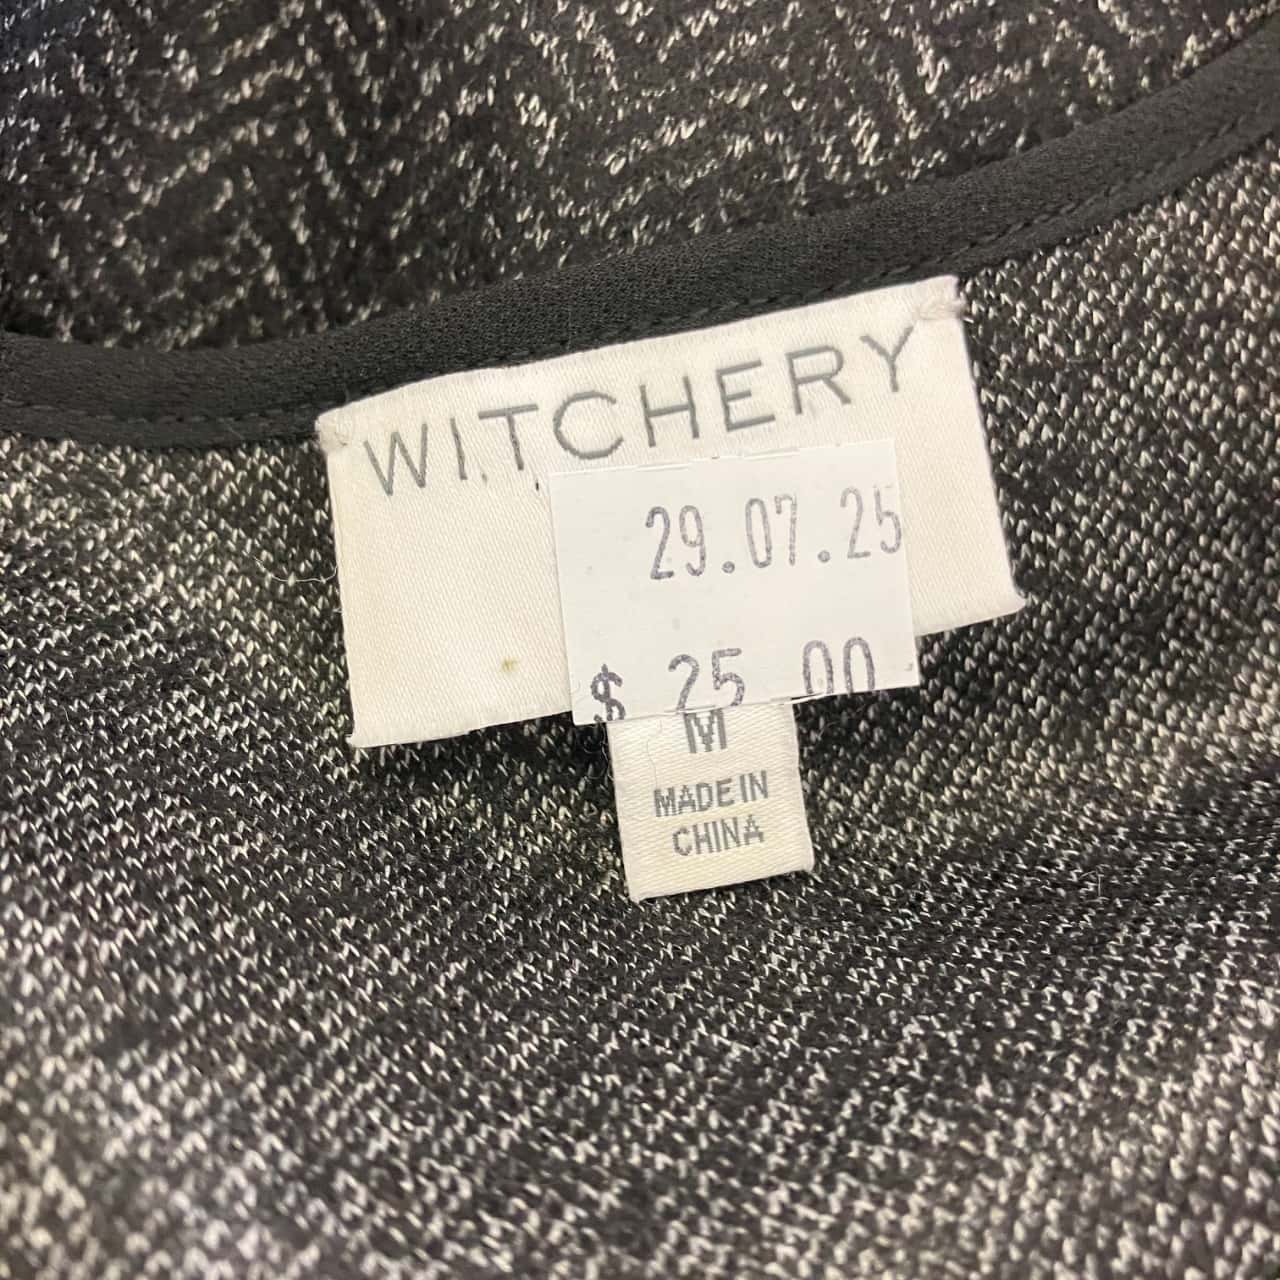 WITCHERY
29.07.25
$ 25 00
M
MADE IN
CHINA